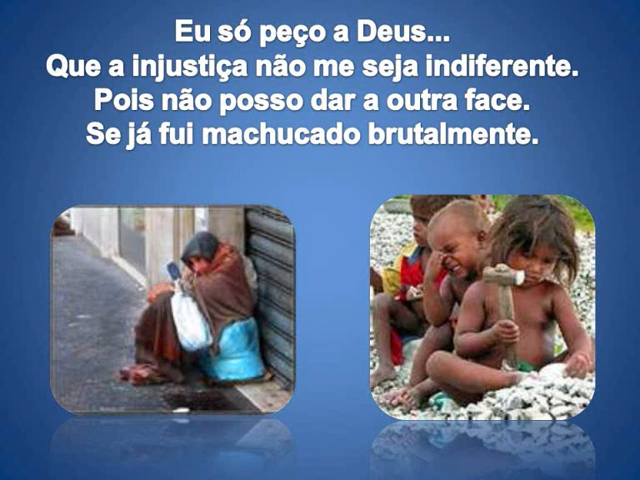 Eu só peço a Deus...
Que a injustiça não me seja indiferente.
Pois não posso dar a outra face.
Se já fui machucado brutalmente.